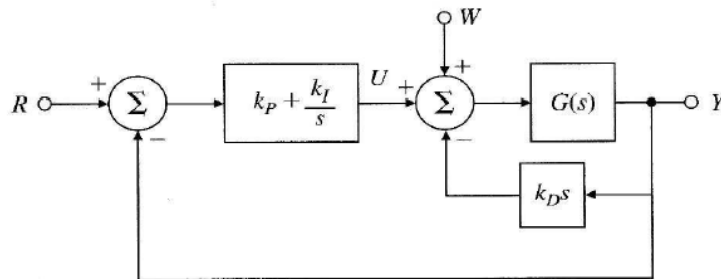 W
R
+
−
Σ
k_P + k_I/s
U
+
+
−
Σ
G(s)
Y
k_D s